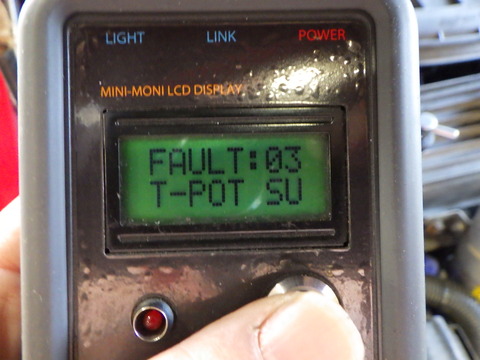 LIGHT LINK POWER
MINI-MONI LCD DISPLAY
FAULT:03
T-POT SU